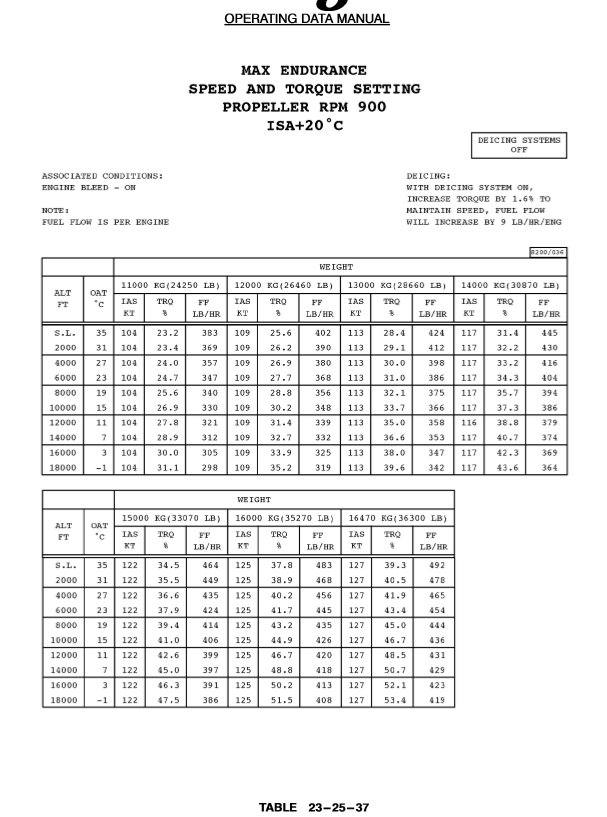 OPERATING DATA MANUAL
MAX ENDURANCE
SPEED AND TORQUE SETTING
PROPELLER RPM 900
ISA+20°C
DEICING SYSTEMS
OFF
ASSOCIATED CONDITIONS:
ENGINE BLEED - ON
NOTE:
FUEL FLOW IS PER ENGINE
DEICING:
WITH DEICING SYSTEM ON,
INCREASE TORQUE BY 1.6% TO
MAINTAIN SPEED, FUEL FLOW
WILL INCREASE BY 9 LB/HR/ENG
8200/036
WEIGHT
ALT FT OAT °C 11000 KG(24250 LB) 12000 KG(26460 LB) 13000 KG(28660 LB) 14000 KG(30870 LB)
IAS TRQ FF IAS TRQ FF IAS TRQ FF IAS TRQ FF
KT % LB/HR KT % LB/HR KT % LB/HR KT % LB/HR
S.L. 35 104 23.2 383 109 25.6 402 113 28.4 424 117 31.4 445
2000 31 104 23.4 369 109 26.2 390 113 29.1 412 117 32.2 430
4000 27 104 24.0 357 109 26.9 380 113 30.0 398 117 33.2 416
6000 23 104 24.7 347 109 27.7 368 113 31.0 386 117 34.3 404
8000 19 104 25.6 340 109 28.8 356 113 32.1 375 117 35.7 394
10000 15 104 26.9 330 109 30.2 348 113 33.7 366 117 37.3 386
12000 11 104 27.8 321 109 31.4 339 113 35.0 358 116 38.8 379
14000 7 104 28.9 312 109 32.7 332 113 36.6 353 117 40.7 374
16000 3 104 30.0 305 109 33.9 325 113 38.0 347 117 42.3 369
18000 -1 104 31.1 298 109 35.2 319 113 39.6 342 117 43.6 364
WEIGHT
ALT FT OAT °C 15000 KG(33070 LB) 16000 KG(35270 LB) 16470 KG(36300 LB)
IAS TRQ FF IAS TRQ FF IAS TRQ FF
KT % LB/HR KT % LB/HR KT % LB/HR
S.L. 35 122 34.5 464 125 37.8 483 127 39.3 492
2000 31 122 35.5 449 125 38.9 468 127 40.5 478
4000 27 122 36.6 435 125 40.2 456 127 41.9 465
6000 23 122 37.9 424 125 41.7 445 127 43.4 454
8000 19 122 39.4 414 125 43.2 435 127 45.0 444
10000 15 122 41.0 406 125 44.9 426 127 46.7 436
12000 11 122 42.6 399 125 46.7 420 127 48.5 431
14000 7 122 45.0 397 125 48.8 418 127 50.7 429
16000 3 122 46.3 391 125 50.2 413 127 52.1 423
18000 -1 122 47.5 386 125 51.5 408 127 53.4 419
TABLE 23-25-37